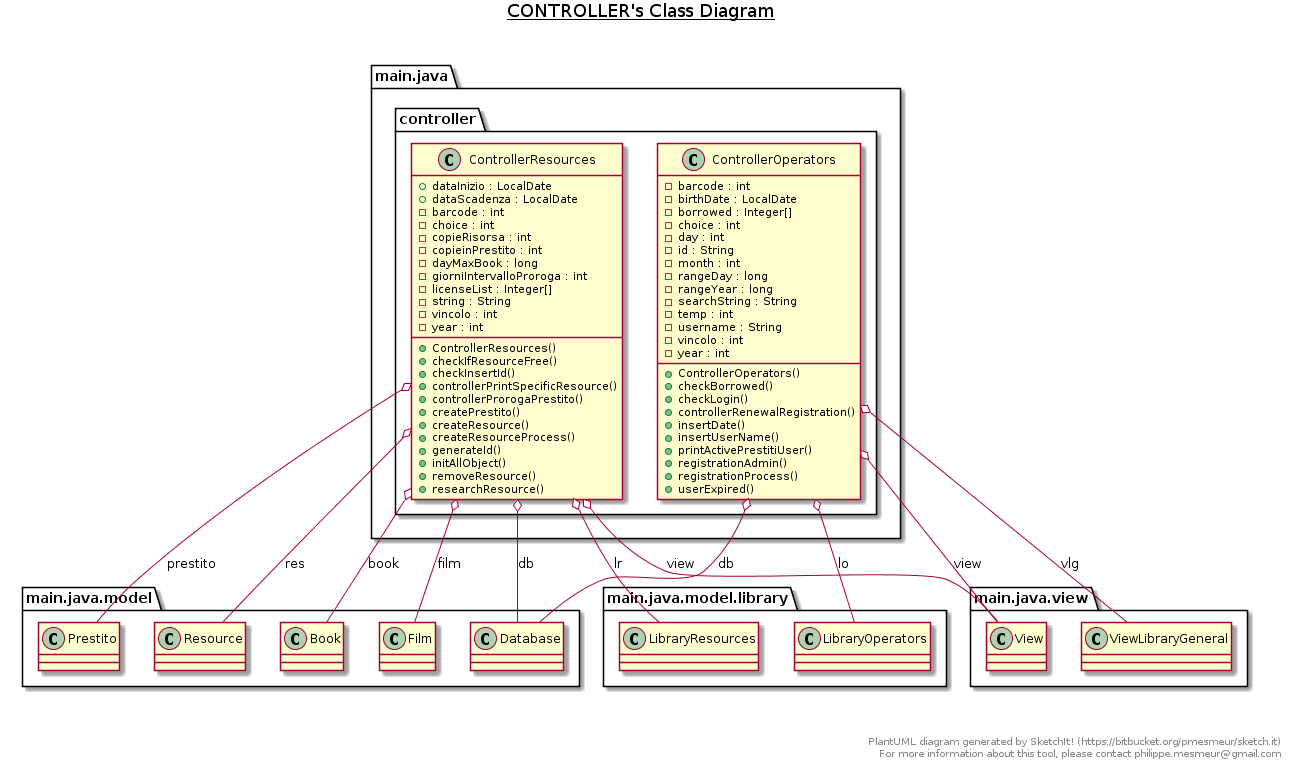 CONTROLLER's Class Diagram
main.java
controller
C ControllerResources
dataInizio : LocalDate
dataScadenza : LocalDate
barcode : int
choice : int
copieRisorsa : int
copieinPrestito : int
dayMaxBook : long
giorniIntervalloProroga : int
licenseList : Integer[]
string : String
vincolo : int
year : int
ControllerResources()
checkIfResourceFree()
checkInsertId()
controllerPrintSpecificResource()
controllerProrogaPrestito()
createPrestito()
createResource()
createResourceProcess()
generateId()
initAllObject()
removeResource()
researchResource()
C ControllerOperators
barcode : int
birthDate : LocalDate
borrowed : Integer[]
choice : int
day : int
id : String
month : int
rangeDay : long
rangeYear : long
searchString : String
temp : int
username : String
vincolo : int
year : int
ControllerOperators()
checkBorrowed()
checkLogin()
controllerRenewalRegistration()
insertDate()
insertUserName()
printActivePrestitiUser()
registrationAdmin()
registrationProcess()
userExpired()
prestito
res
book
film
db
lr
view
db
lo
view
vlg
main.java.model
C Prestito
C Resource
C Book
C Film
C Database
main.java.model.library
C LibraryResources
C LibraryOperators
main.java.view
C View
C ViewLibraryGeneral
PlantUML diagram generated by SketchIt! (https://bitbucket.org/pmesmeur/sketch.it)
For more information about this tool, please contact philippe.mesmeur@gmail.com